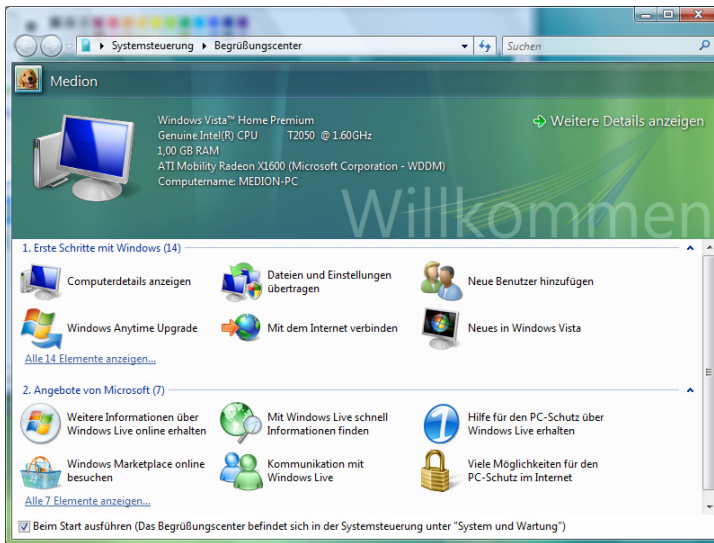 Systemsteuerung ▸ Begrüßungscenter
Suchen
Medion
Windows Vista™ Home Premium
Genuine Intel(R) CPU T2050 @ 1.60GHz
1,00 GB RAM
ATI Mobility Radeon X1600 (Microsoft Corporation - WDDM)
Computername: MEDION-PC
Weitere Details anzeigen
Willkommen
1. Erste Schritte mit Windows (14)
Computerdetails anzeigen
Dateien und Einstellungen
übertragen
Neue Benutzer hinzufügen
Windows Anytime Upgrade
Mit dem Internet verbinden
Neues in Windows Vista
Alle 14 Elemente anzeigen...
2. Angebote von Microsoft (7)
Weitere Informationen über
Windows Live online erhalten
Mit Windows Live schnell
Informationen finden
Hilfe für den PC-Schutz über
Windows Live erhalten
Windows Marketplace online
besuchen
Kommunikation mit
Windows Live
Viele Möglichkeiten für den
PC-Schutz im Internet
Alle 7 Elemente anzeigen...
Beim Start ausführen (Das Begrüßungscenter befindet sich in der Systemsteuerung unter "System und Wartung")